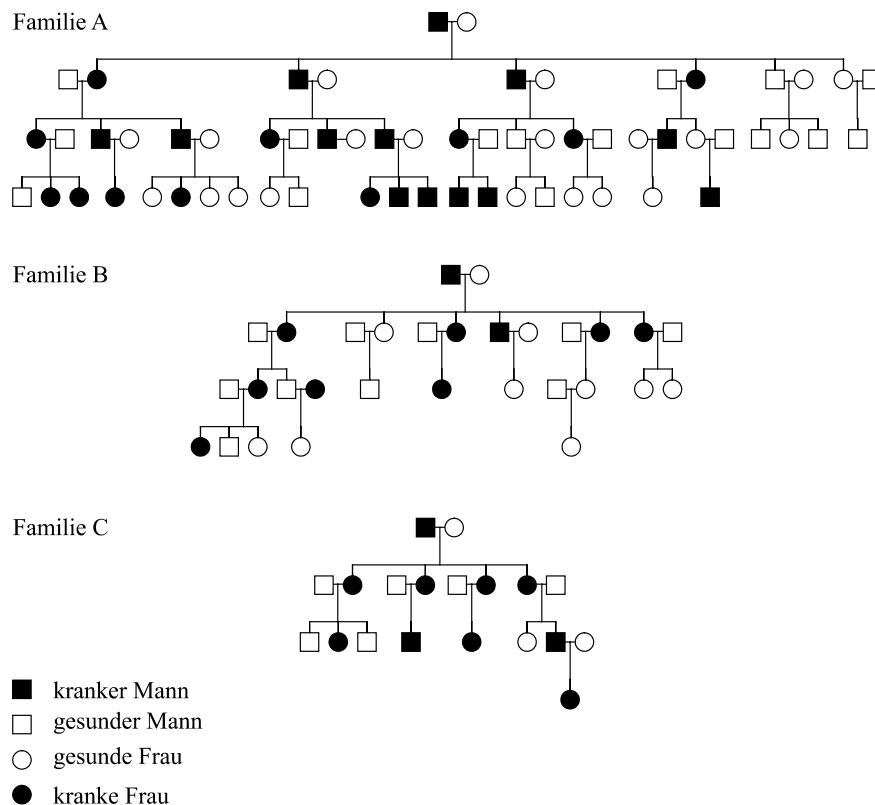 Familie A
Familie B
Familie C
kranker Mann
gesunder Mann
gesunde Frau
kranke Frau